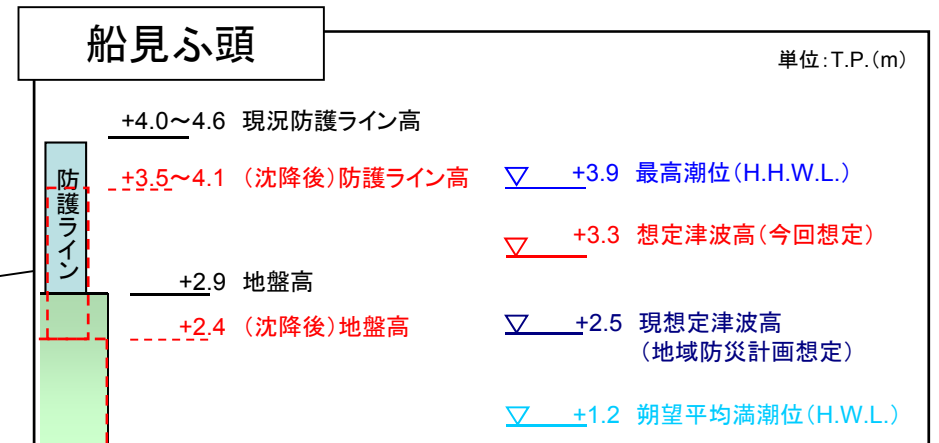 船見ふ頭
単位:T.P.(m)
+4.0～4.6 現況防護ライン高
+3.5～4.1 (沈降後)防護ライン高
+3.9 最高潮位(H.H.W.L.)
防護ライン
+3.3 想定津波高(今回想定)
+2.9 地盤高
+2.4 (沈降後)地盤高
+2.5 現想定津波高
(地域防災計画想定)
+1.2 朔望平均満潮位(H.W.L.)